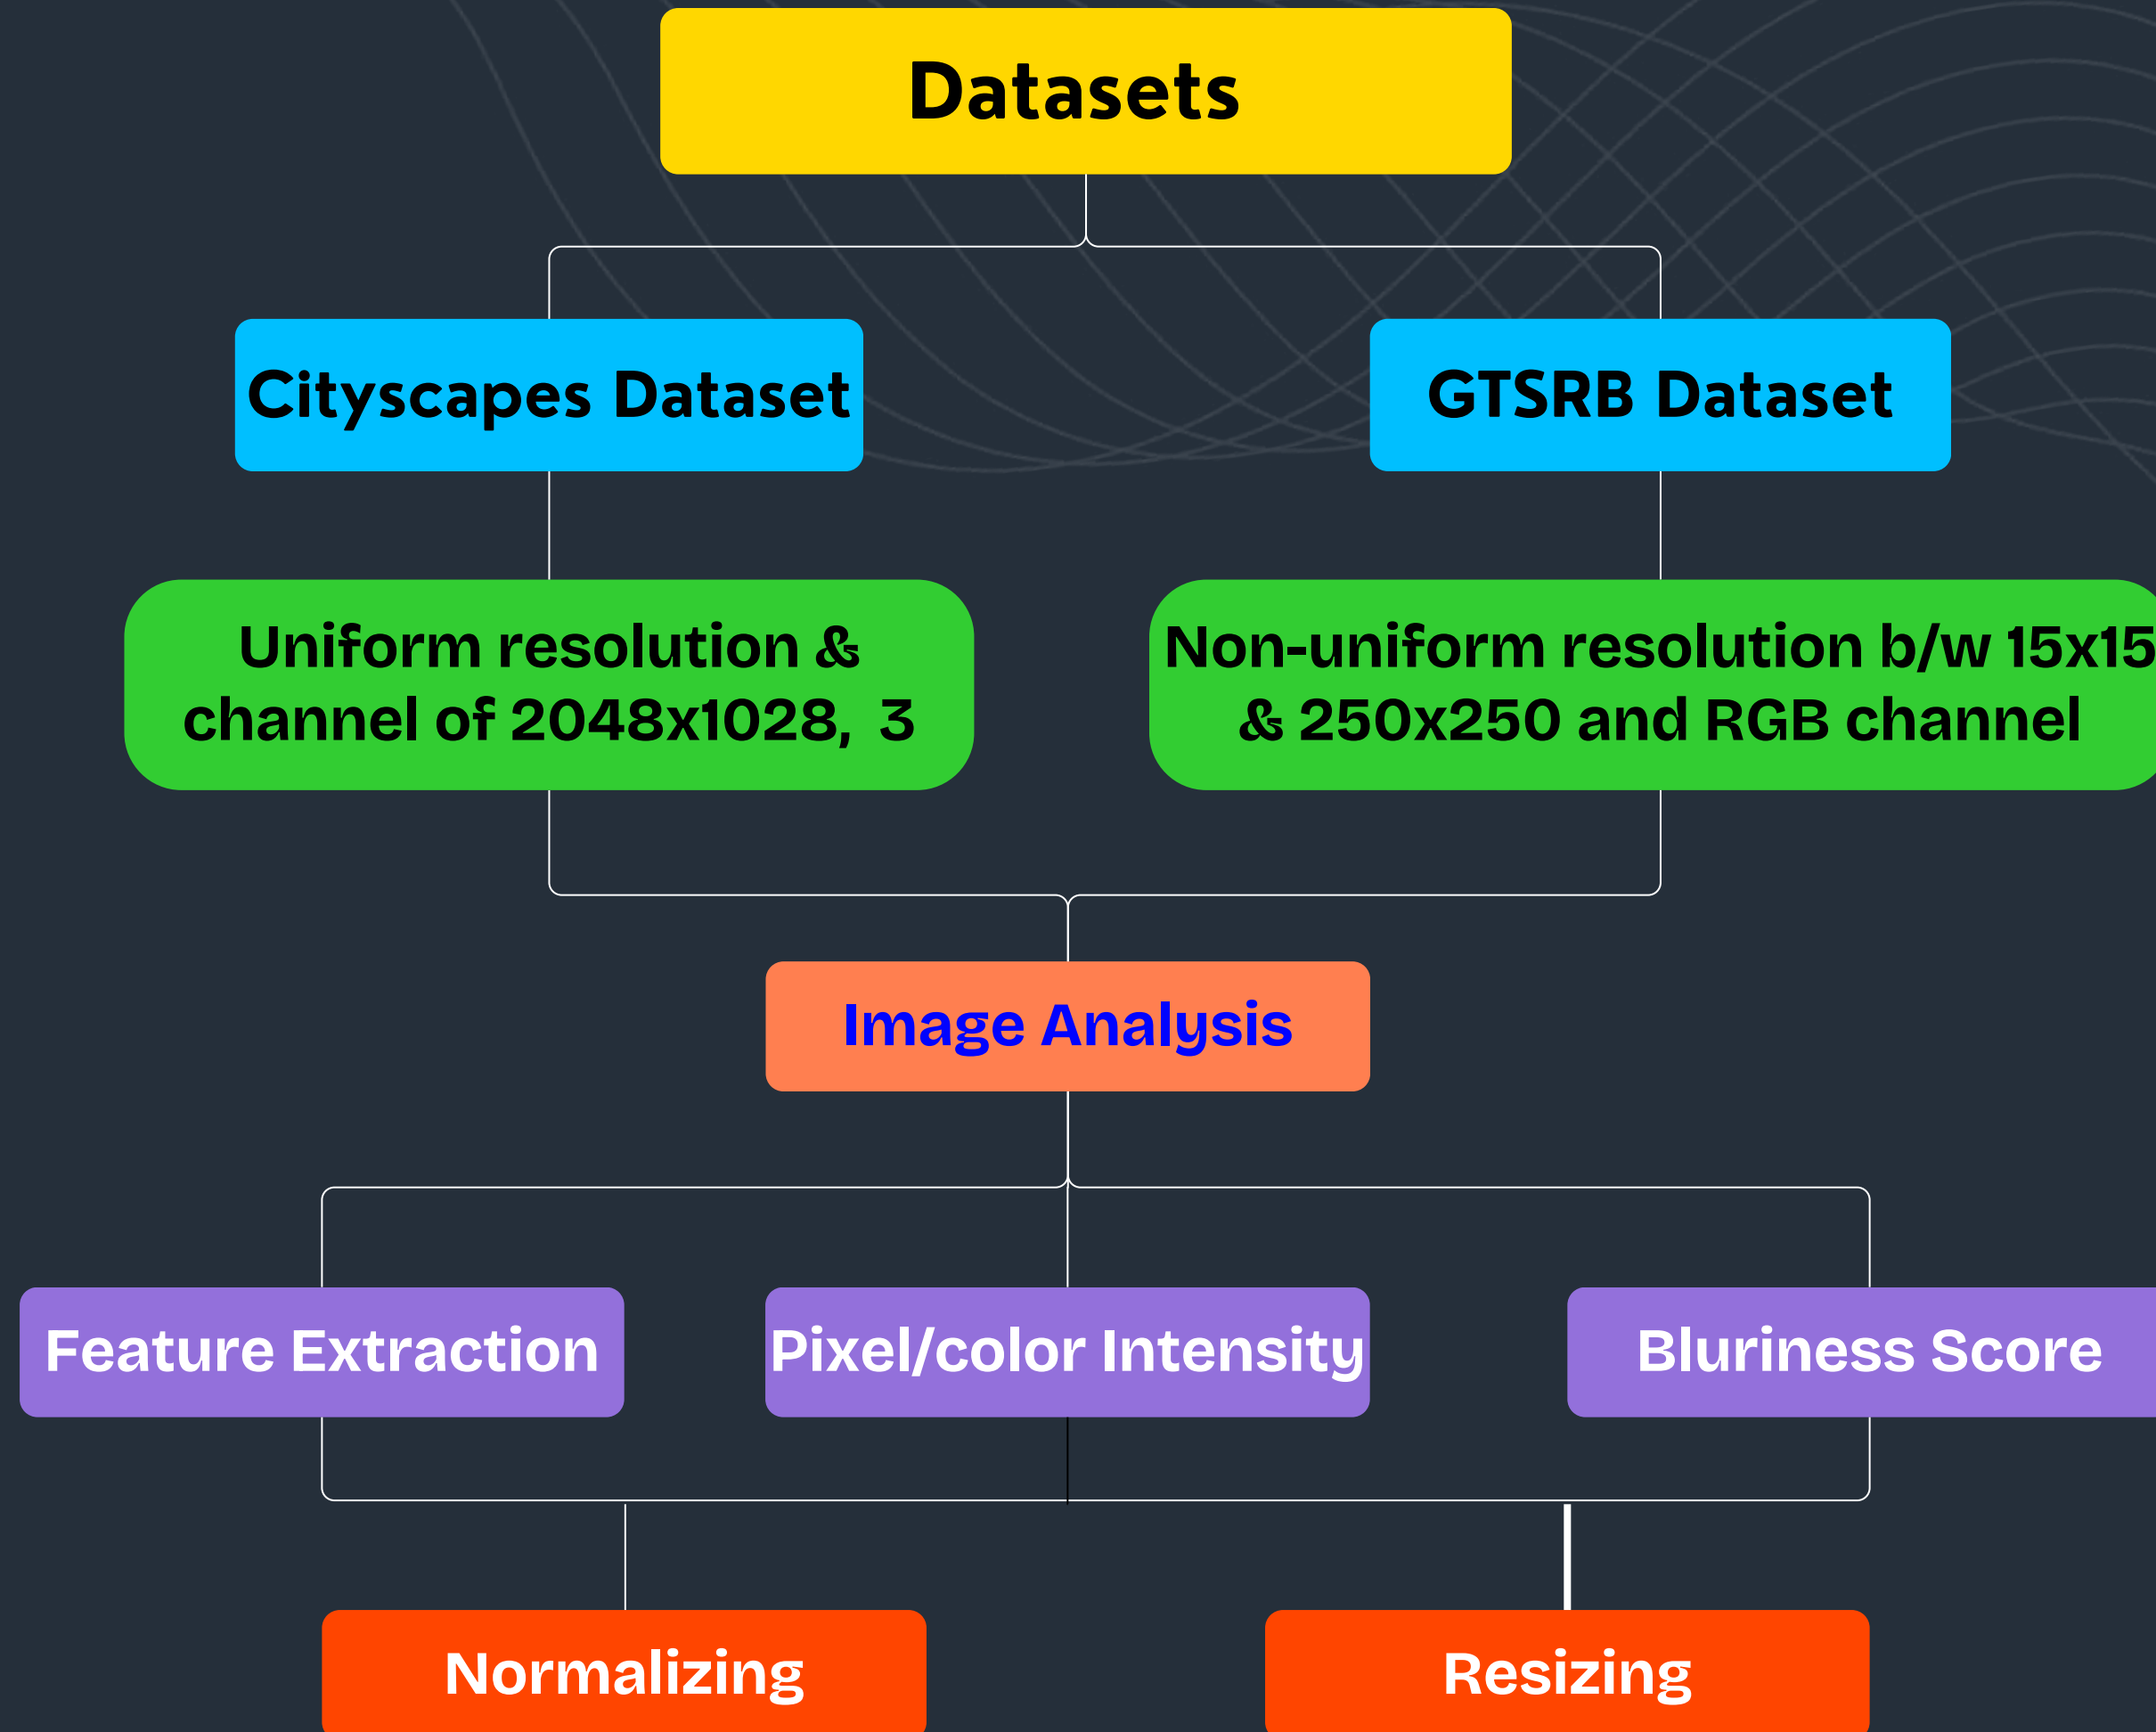 Datasets
Cityscapes Dataset
GTSRB Dataset
Uniform resolution &
channel of 2048x1028, 3
Non-uniform resolution b/w 15x15
& 250x250 and RGB channel
Image Analysis
Feature Extraction
Pixel/color Intensity
Bluriness Score
Normalizing
Resizing